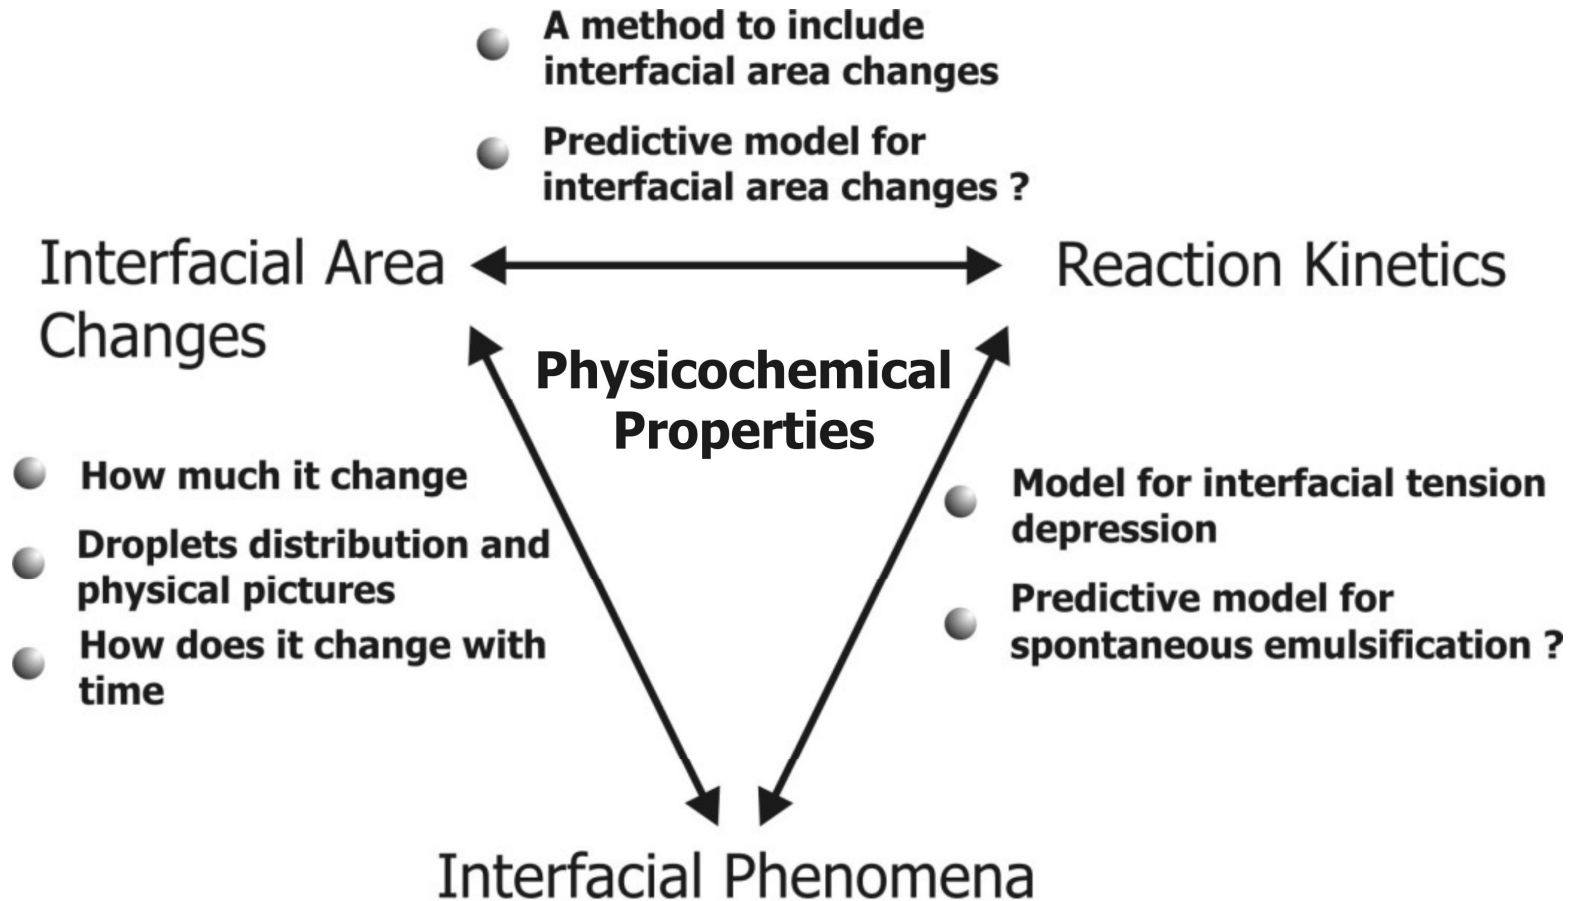 A method to include
interfacial area changes
Predictive model for
interfacial area changes ?
Interfacial Area
Changes
Reaction Kinetics
Physicochemical
Properties
How much it change
Droplets distribution and
physical pictures
How does it change with
time
Model for interfacial tension
depression
Predictive model for
spontaneous emulsification ?
Interfacial Phenomena